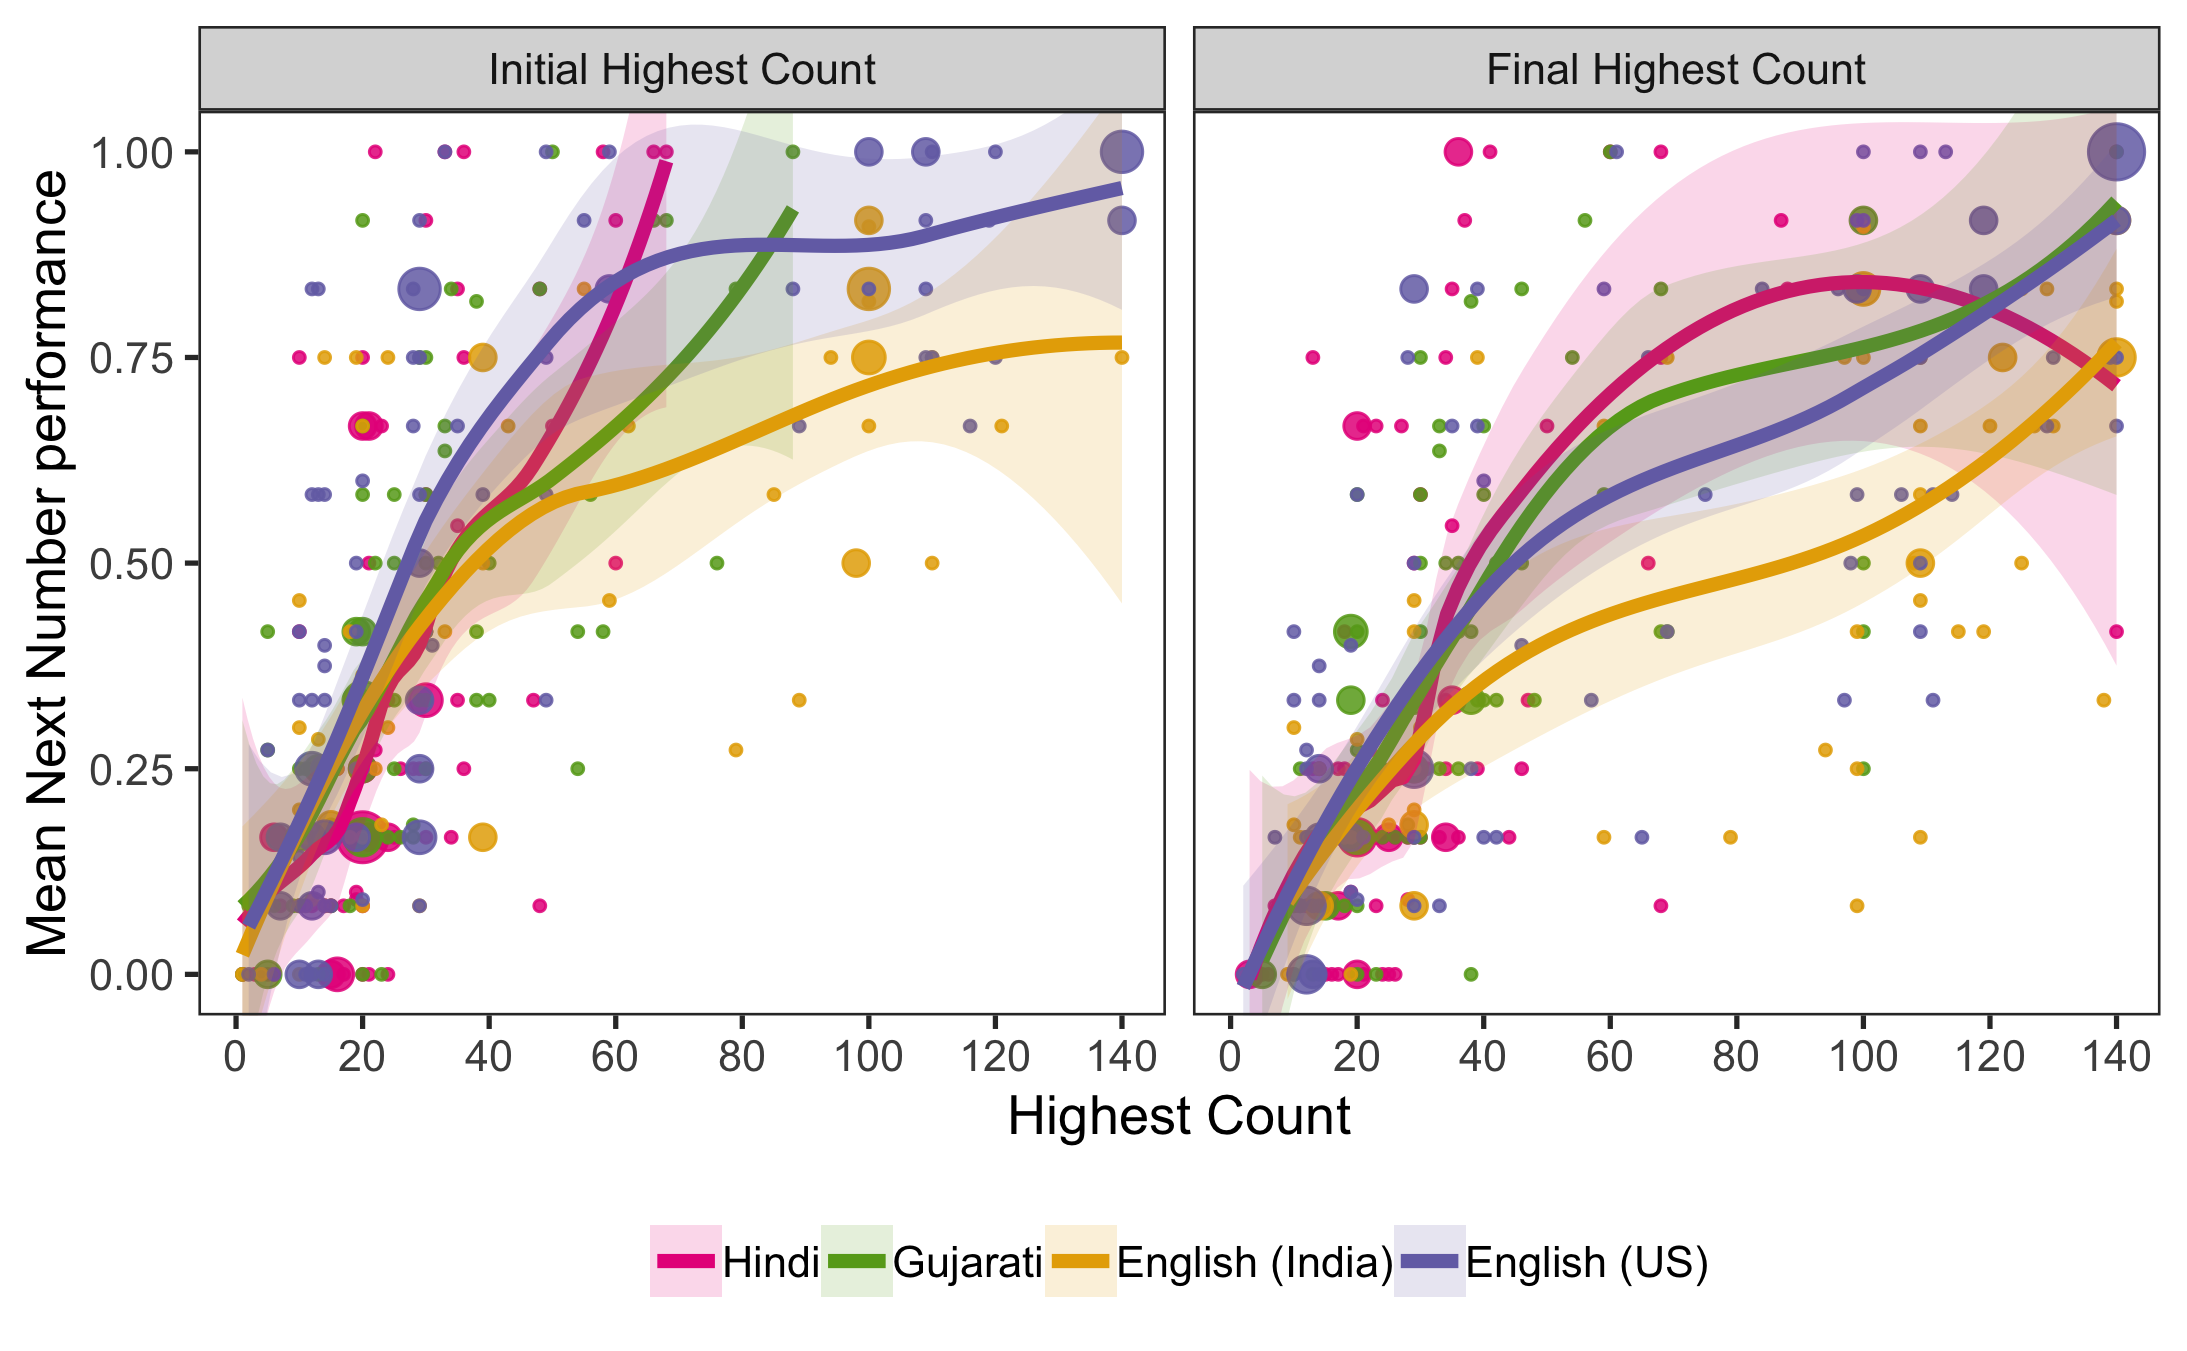 Initial Highest Count
Final Highest Count
Mean Next Number performance
1.00
0.75
0.50
0.25
0.00
0 20 40 60 80 100 120 140
0 20 40 60 80 100 120 140
Highest Count
Hindi Gujarati English (India) English (US)